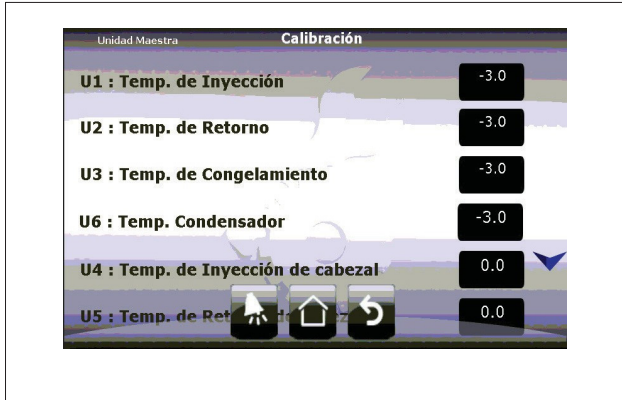 Unidad Maestra Calibración
U1 : Temp. de Inyección -3.0
U2 : Temp. de Retorno -3.0
U3 : Temp. de Congelamiento -3.0
U6 : Temp. Condensador -3.0
U4 : Temp. de Inyección de cabezal 0.0
U5 : Temp. de 0.0